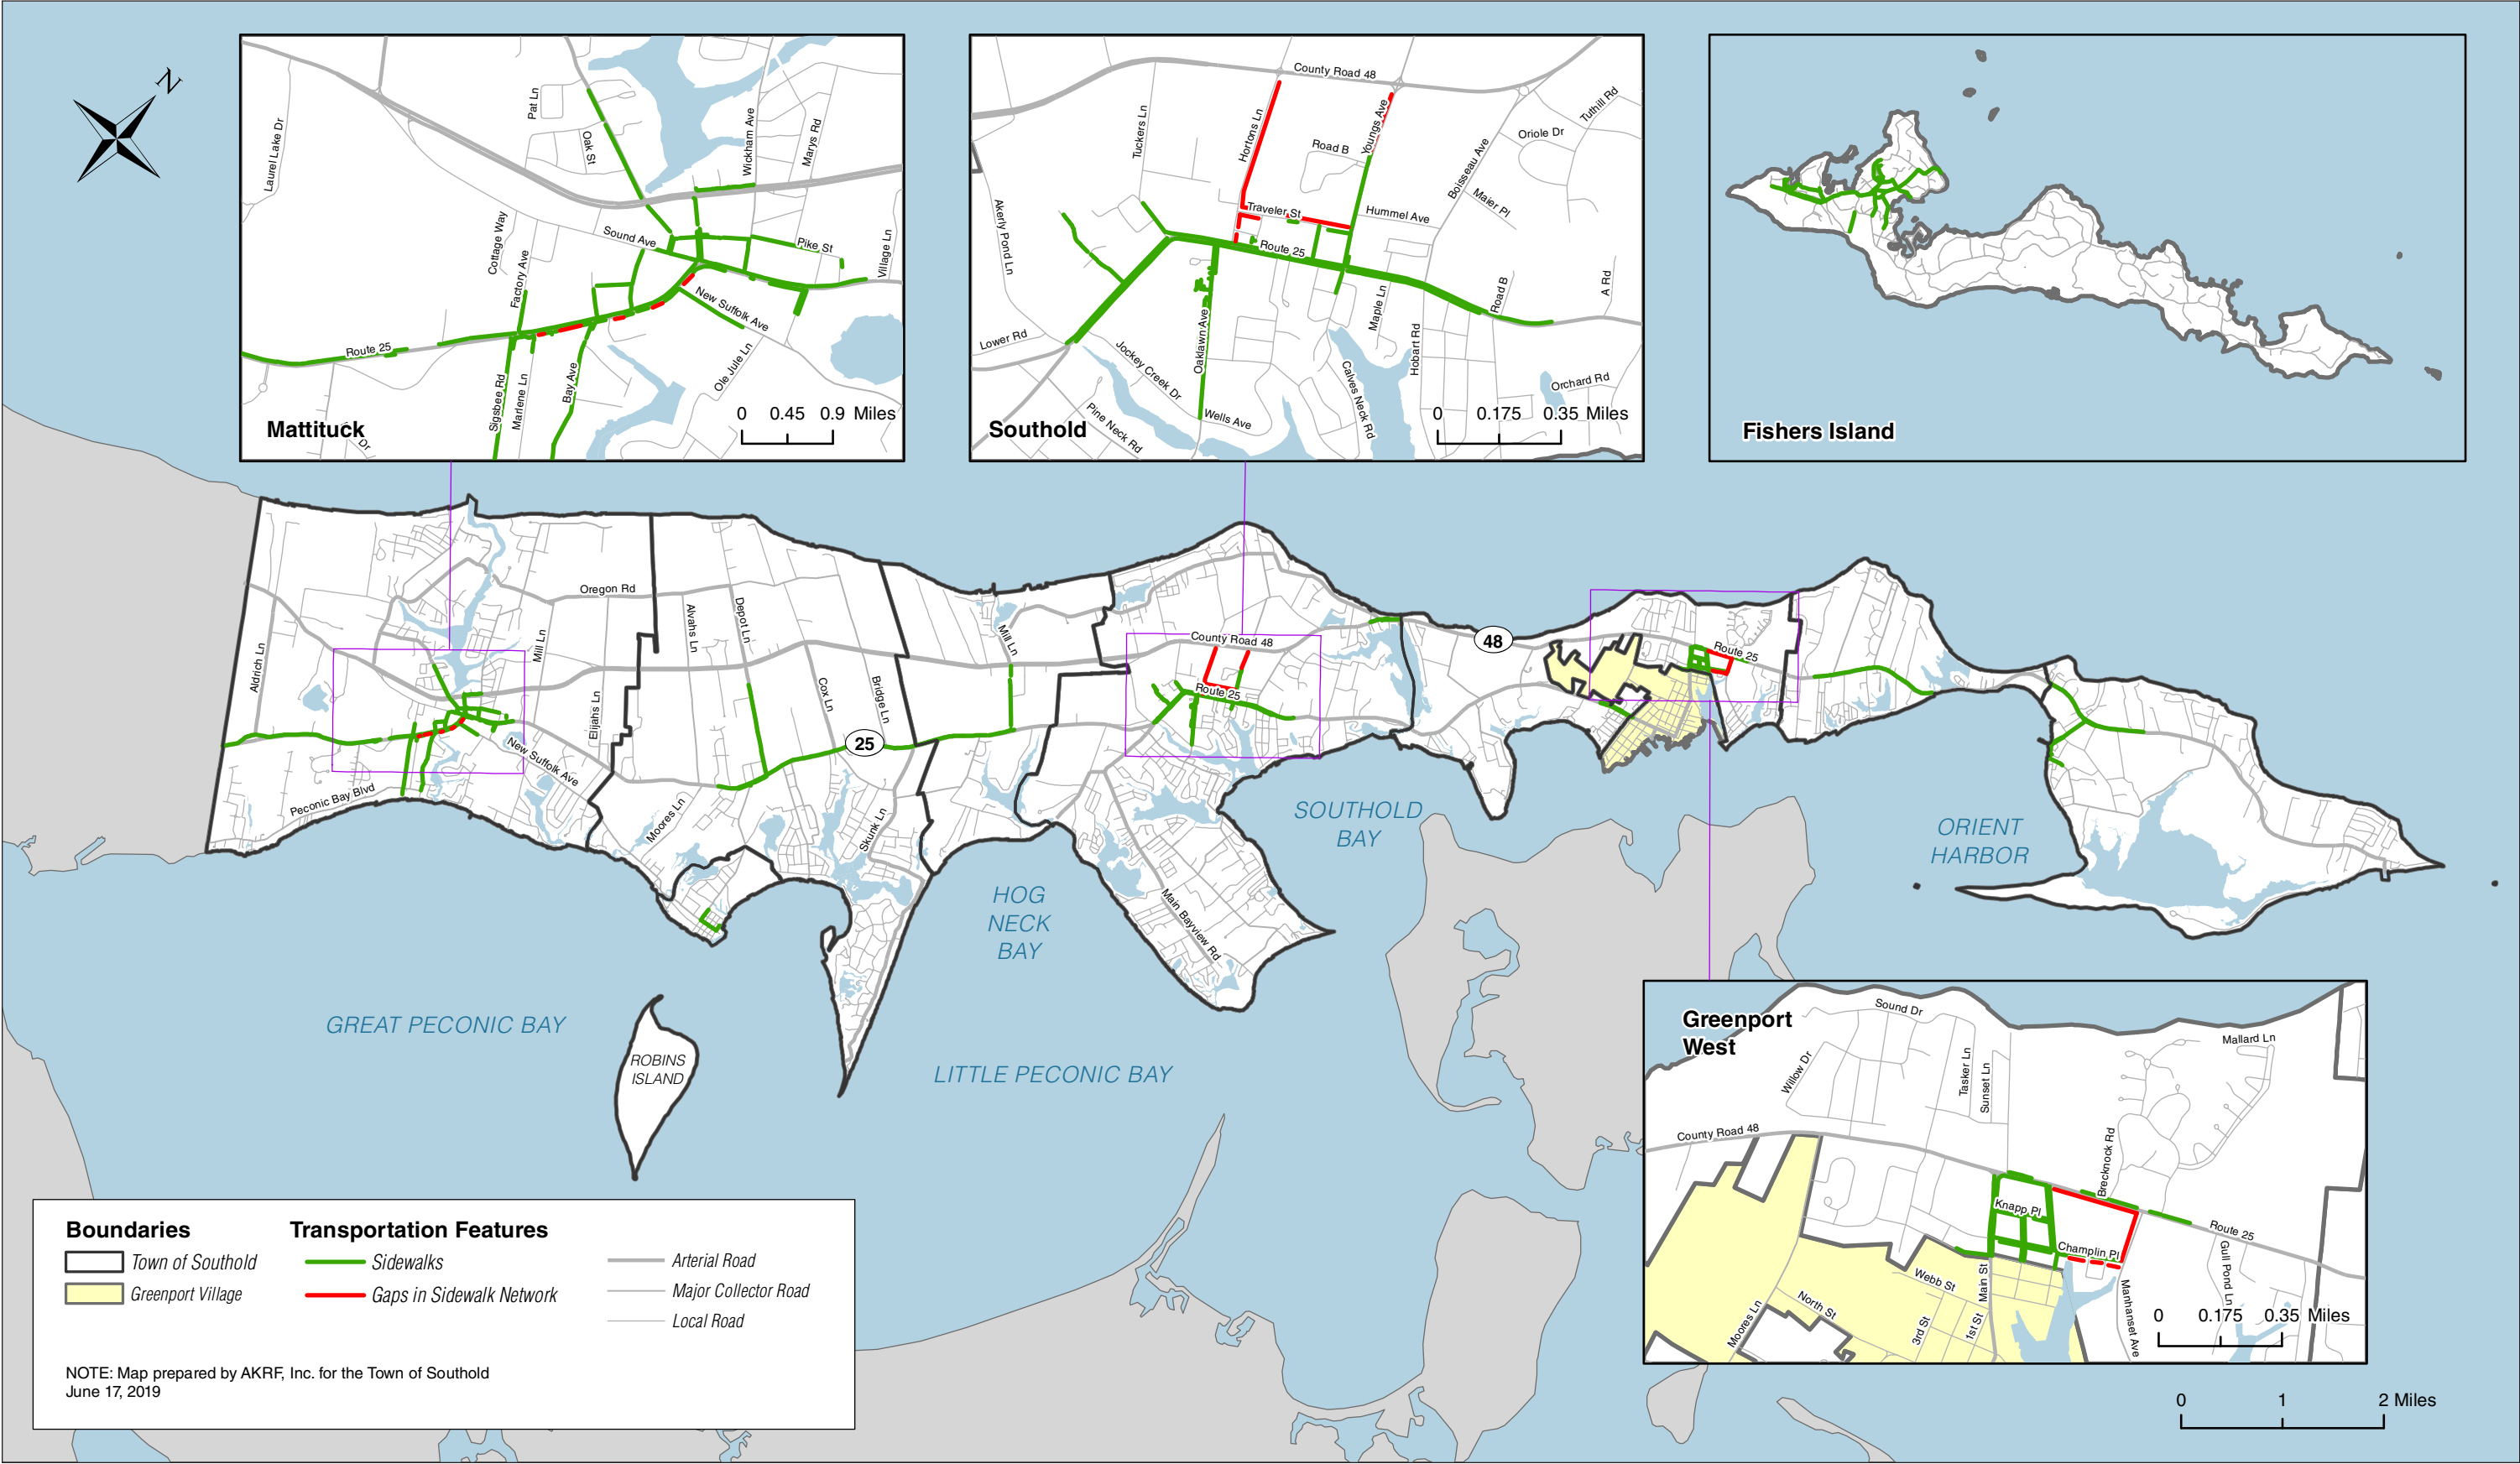 N
Laurel Lake Dr
Pat Ln
Oak St
Wickham Ave
Marys Rd
Cottage Way
Factory Ave
Sound Ave
Pike St
Village Ln
New Suffolk Ave
Route 25
Sigsbee Rd
Marlene Ln
Bay Ave
Ole Jule Ln
Dr
0 0.45 0.9 Miles
Mattituck
County Road 48
Tuckers Ln
Hortons Ln
Youngs Ave
Road B
Boisseau Ave
Oriole Dr
Tuthill Rd
Maier Pl
Traveler St
Hummel Ave
Akerly Pond Ln
Route 25
Oaklawn Ave
Maple Ln
Road B
A Rd
Lower Rd
Jockey Creek Dr
Hobart Rd
Calves Neck Rd
Orchard Rd
Pine Neck Rd
Wells Ave
0 0.175 0.35 Miles
Southold
Fishers Island
Oregon Rd
Aldrich Ln
Mill Ln
Elijahs Ln
Alvahs Ln
Depot Ln
Cox Ln
Bridge Ln
Mill Ln
County Road 48
48
Route 25
Route 25
25
New Suffolk Ave
Peconic Bay Blvd
Moores Ln
Skunk Ln
Main Bayview Rd
SOUTHOLD
BAY
ORIENT
HARBOR
HOG
NECK
BAY
GREAT PECONIC BAY
ROBINS
ISLAND
LITTLE PECONIC BAY
Greenport
West
Sound Dr
Mallard Ln
Willow Dr
Tasker Ln
Sunset Ln
County Road 48
Brecknock Rd
Knapp Pl
Route 25
Champlin Pl
Gull Pond Ln
Webb St
Main St
Manhanset Ave
North St
Moores Ln
3rd St
1st St
0 0.175 0.35 Miles
Boundaries
Town of Southold
Greenport Village
Transportation Features
Sidewalks
Gaps in Sidewalk Network
Arterial Road
Major Collector Road
Local Road
NOTE: Map prepared by AKRF, Inc. for the Town of Southold
June 17, 2019
0 1 2 Miles